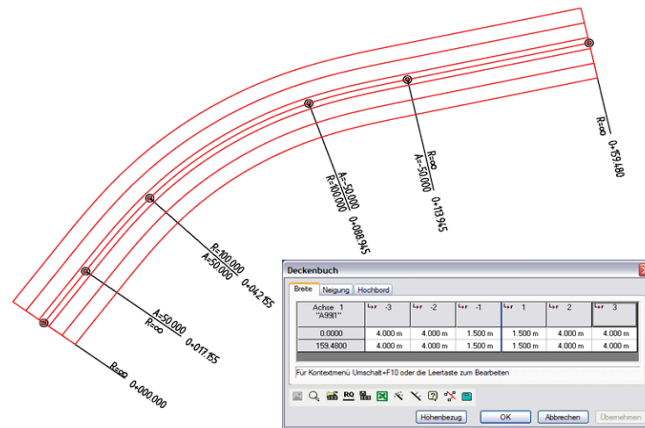 R=∞ 0+159.480
R=∞
A=-50.000 0+113.945
A=-50.000
R=100.000 0+088.945
R=100.000
A=50.000 0+042.155
A=50.000
R=∞ 0+017.155
R=∞ 0+000.000
Deckenbuch
Breite Neigung Hochbord
Achse 1 "A99I1" -3 -2 -1 1 2 3
0.0000 4.000 m 4.000 m 1.500 m 1.500 m 4.000 m 4.000 m
159.4800 4.000 m 4.000 m 1.500 m 1.500 m 4.000 m 4.000 m
Für Kontextmenü Umschalt+F10 oder die Leertaste zum Bearbeiten
RQ
Höhenbezug OK Abbrechen Übernehmen